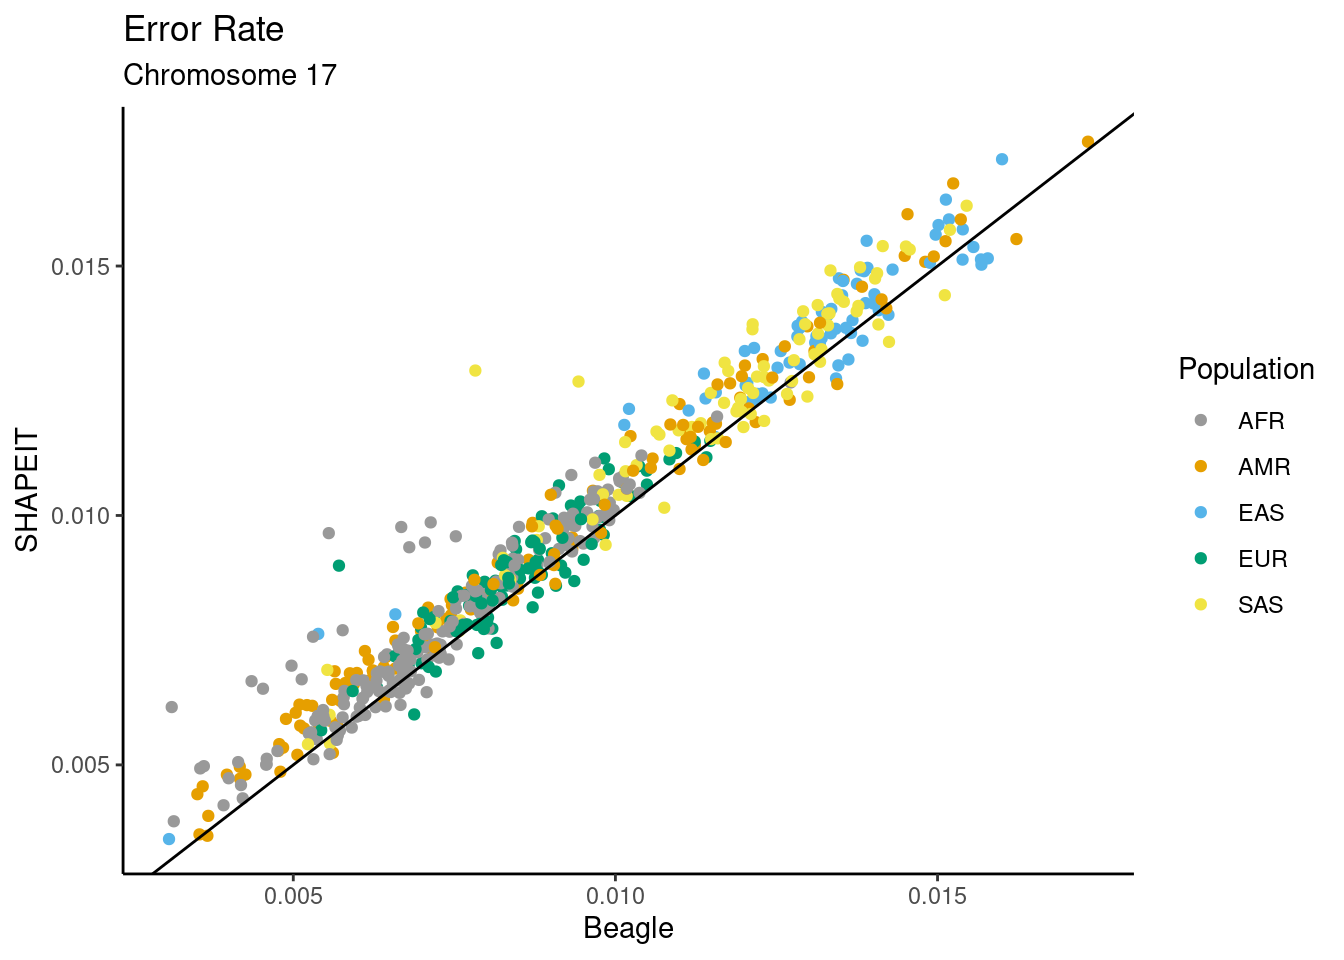 Error Rate
Chromosome 17
SHAPEIT
0.015
0.010
0.005
0.005
0.010
0.015
Beagle
Population
AFR
AMR
EAS
EUR
SAS